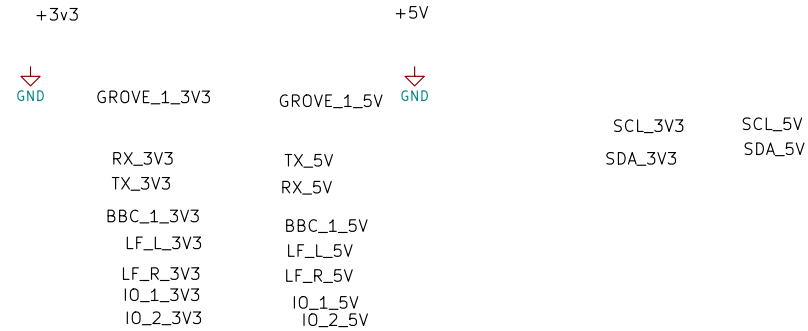 +3v3
+5V
GND
GROVE_1_3V3
GROVE_1_5V
GND
SCL_3V3
SCL_5V
SDA_3V3
SDA_5V
RX_3V3
TX_5V
TX_3V3
RX_5V
BBC_1_3V3
BBC_1_5V
LF_L_3V3
LF_L_5V
LF_R_3V3
LF_R_5V
IO_1_3V3
IO_1_5V
IO_2_3V3
IO_2_5V